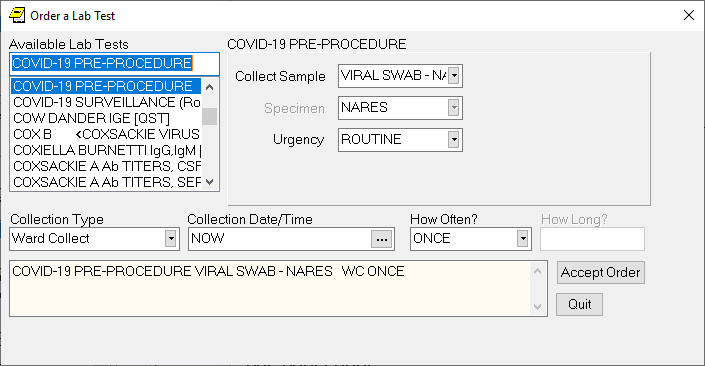 Order a Lab Test
Available Lab Tests
COVID-19 PRE-PROCEDURE
COVID-19 PRE-PROCEDURE
COVID-19 SURVEILLANCE (Ro
COW DANDER IGE [QST]
COX B <COXSACKIE VIRUS
COXIELLA BURNETTI IgG,IgM [
COXSACKIE A Ab TITERS, CSF
COXSACKIE A Ab TITERS, SER
COVID-19 PRE-PROCEDURE
Collect Sample VIRAL SWAB - NA
Specimen NARES
Urgency ROUTINE
Collection Type Collection Date/Time How Often? How Long?
Ward Collect NOW ... ONCE
COVID-19 PRE-PROCEDURE VIRAL SWAB - NARES WC ONCE
Accept Order
Quit